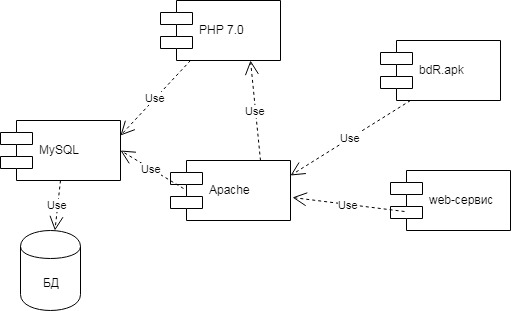 PHP 7.0
bdR.apk
Use
Use
Use
MySQL
Use
Apache
web-сервис
Use
Use
БД